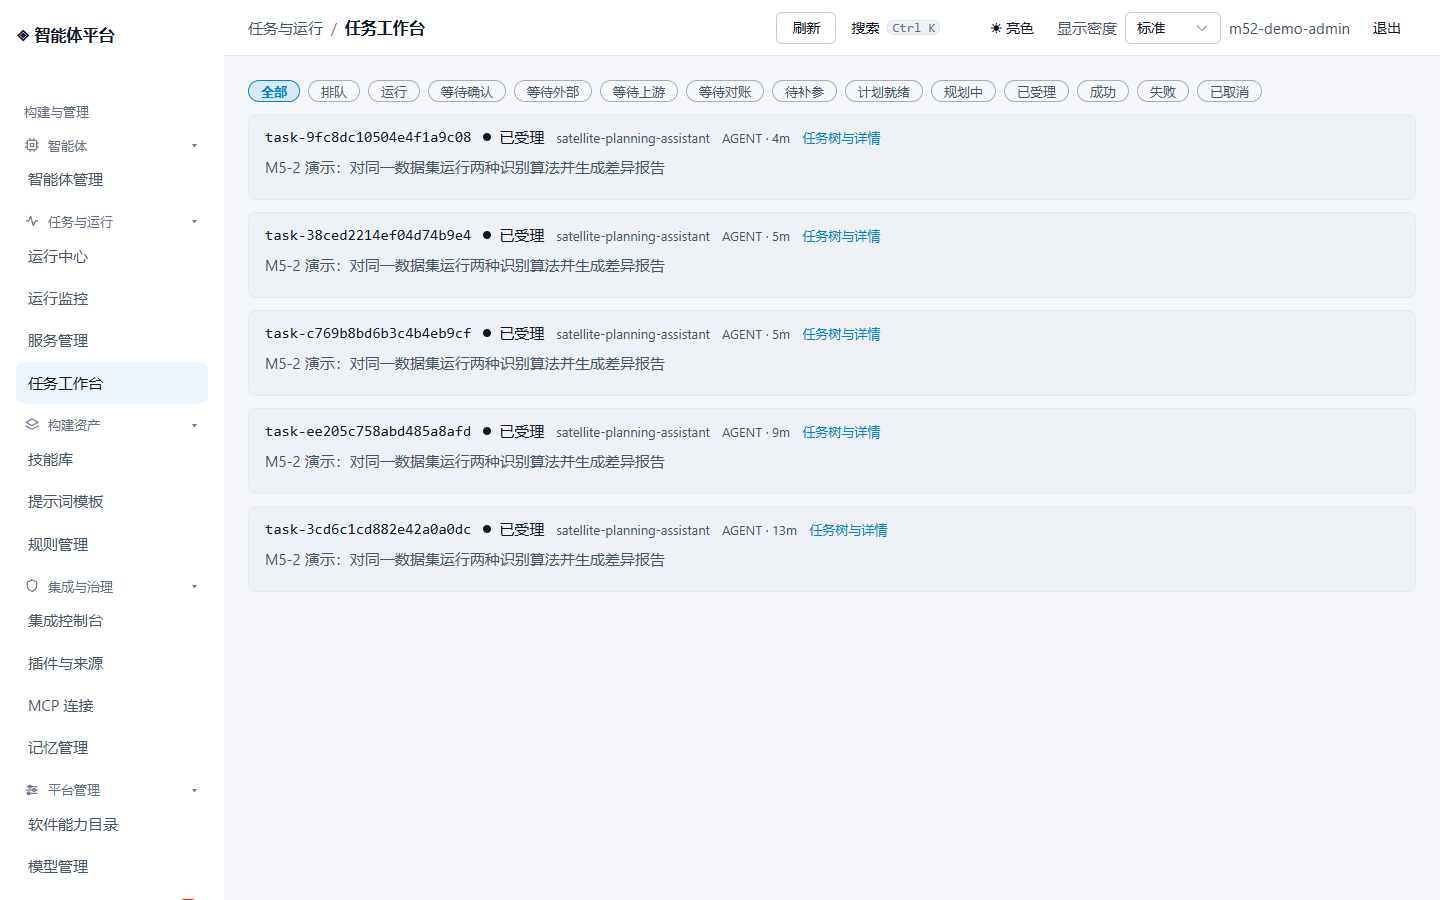 ◈ 智能体平台
任务与运行 / 任务工作台
刷新
搜索 Ctrl K
☀ 亮色
显示密度 标准
m52-demo-admin
退出
构建与管理
智能体
智能体管理
任务与运行
运行中心
运行监控
服务管理
任务工作台
构建资产
技能库
提示词模板
规则管理
集成与治理
集成控制台
插件与来源
MCP 连接
记忆管理
平台管理
软件能力目录
模型管理
全部 排队 运行 等待确认 等待外部 等待上游 等待对账 待补参 计划就绪 规划中 已受理 成功 失败 已取消
task-9fc8dc10504e4f1a9c08 ● 已受理 satellite-planning-assistant AGENT · 4m 任务树与详情
M5-2 演示：对同一数据集运行两种识别算法并生成差异报告
task-38ced2214ef04d74b9e4 ● 已受理 satellite-planning-assistant AGENT · 5m 任务树与详情
M5-2 演示：对同一数据集运行两种识别算法并生成差异报告
task-c769b8bd6b3c4b4eb9cf ● 已受理 satellite-planning-assistant AGENT · 5m 任务树与详情
M5-2 演示：对同一数据集运行两种识别算法并生成差异报告
task-ee205c758abd485a8afd ● 已受理 satellite-planning-assistant AGENT · 9m 任务树与详情
M5-2 演示：对同一数据集运行两种识别算法并生成差异报告
task-3cd6c1cd882e42a0a0dc ● 已受理 satellite-planning-assistant AGENT · 13m 任务树与详情
M5-2 演示：对同一数据集运行两种识别算法并生成差异报告